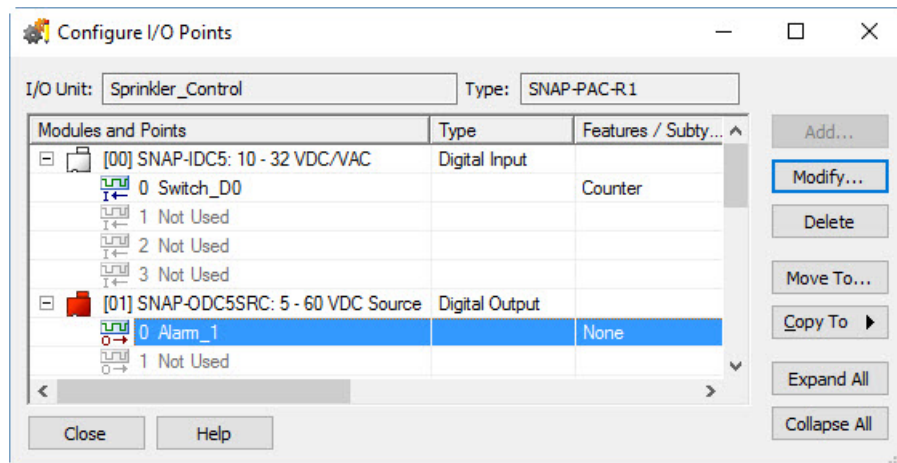 Configure I/O Points
I/O Unit: Sprinkler_Control Type: SNAP-PAC-R1
Modules and Points Type Features / Subty...
[00] SNAP-IDC5: 10 - 32 VDC/VAC Digital Input
0 Switch_D0 Counter
1 Not Used
2 Not Used
3 Not Used
[01] SNAP-ODC5SRC: 5 - 60 VDC Source Digital Output
0 Alarm_1 None
1 Not Used
Add...
Modify...
Delete
Move To...
Copy To
Expand All
Collapse All
Close Help